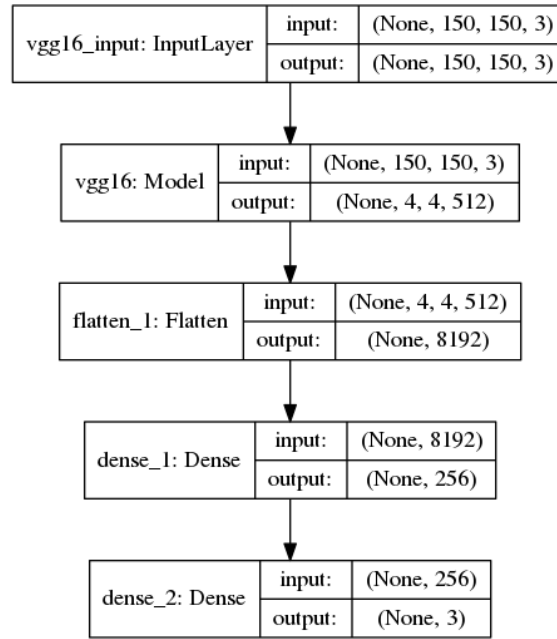 vgg16_input: InputLayer
input: (None, 150, 150, 3)
output: (None, 150, 150, 3)
vgg16: Model
input: (None, 150, 150, 3)
output: (None, 4, 4, 512)
flatten_1: Flatten
input: (None, 4, 4, 512)
output: (None, 8192)
dense_1: Dense
input: (None, 8192)
output: (None, 256)
dense_2: Dense
input: (None, 256)
output: (None, 3)